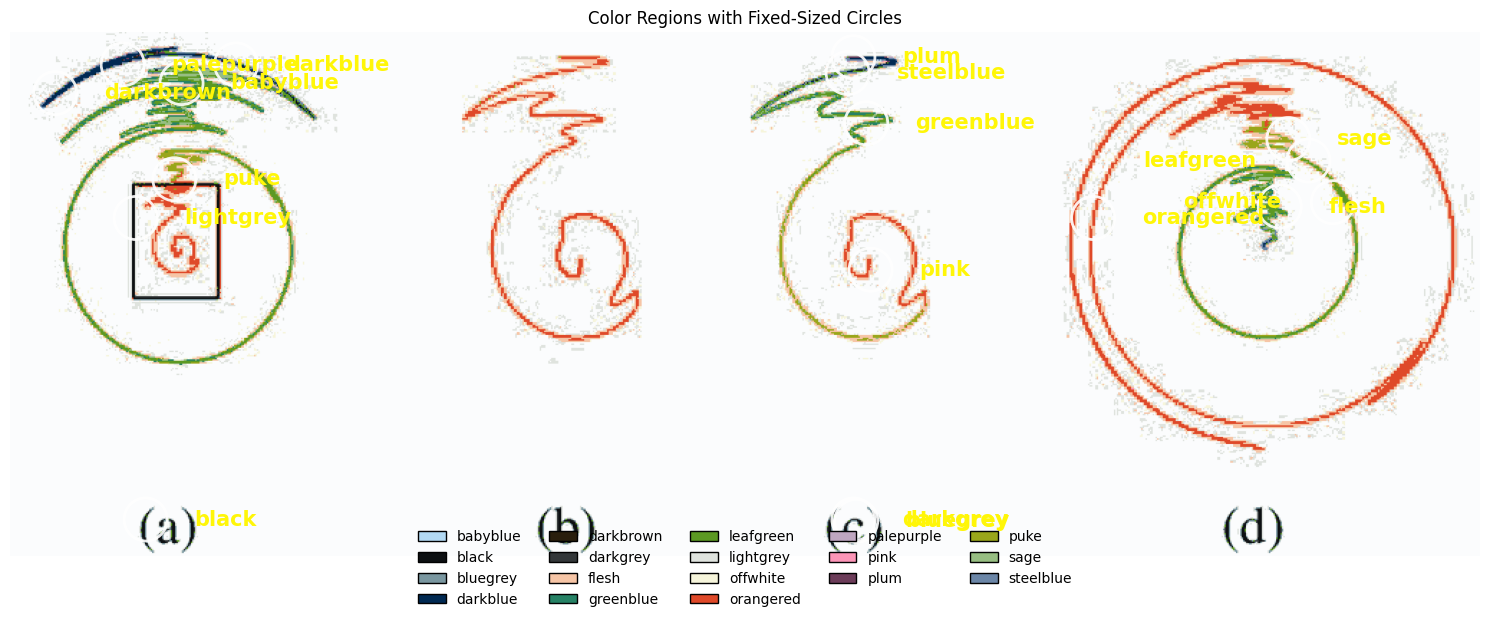 Color Regions with Fixed-Sized Circles
palepurple
darkblue
babyblue
darkbrown
puke
lightgrey
black
plum
steelblue
greenblue
pink
darkgrey
sage
leafgreen
offwhite
flesh
orangered
(a)
(b)
(c)
(d)
babyblue
black
bluegrey
darkblue
darkbrown
darkgrey
flesh
greenblue
leafgreen
lightgrey
offwhite
orangered
palepurple
pink
plum
puke
sage
steelblue